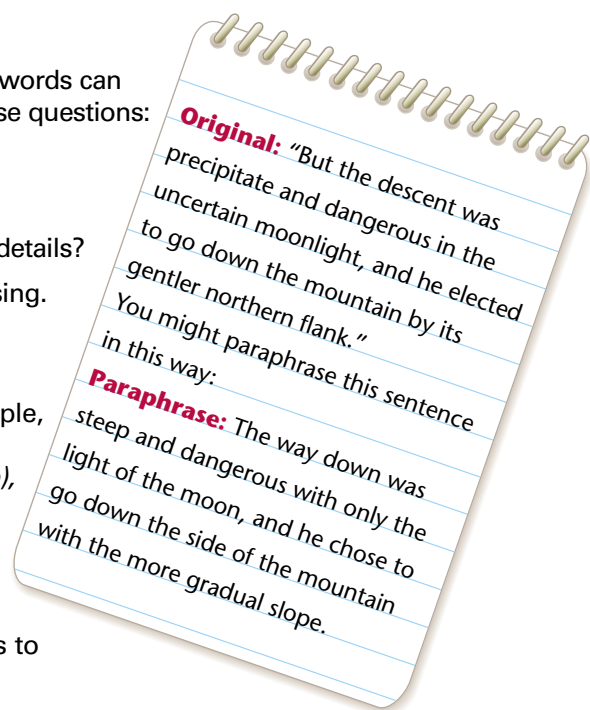 words can
se questions:
details?
sing.
ple,
),
s to
Original: "But the descent was
precipitate and dangerous in the
uncertain moonlight, and he elected
to go down the mountain by its
gentler northern flank."
You might paraphrase this sentence
in this way:
Paraphrase: The way down was
steep and dangerous with only the
light of the moon, and he chose to
go down the side of the mountain
with the more gradual slope.